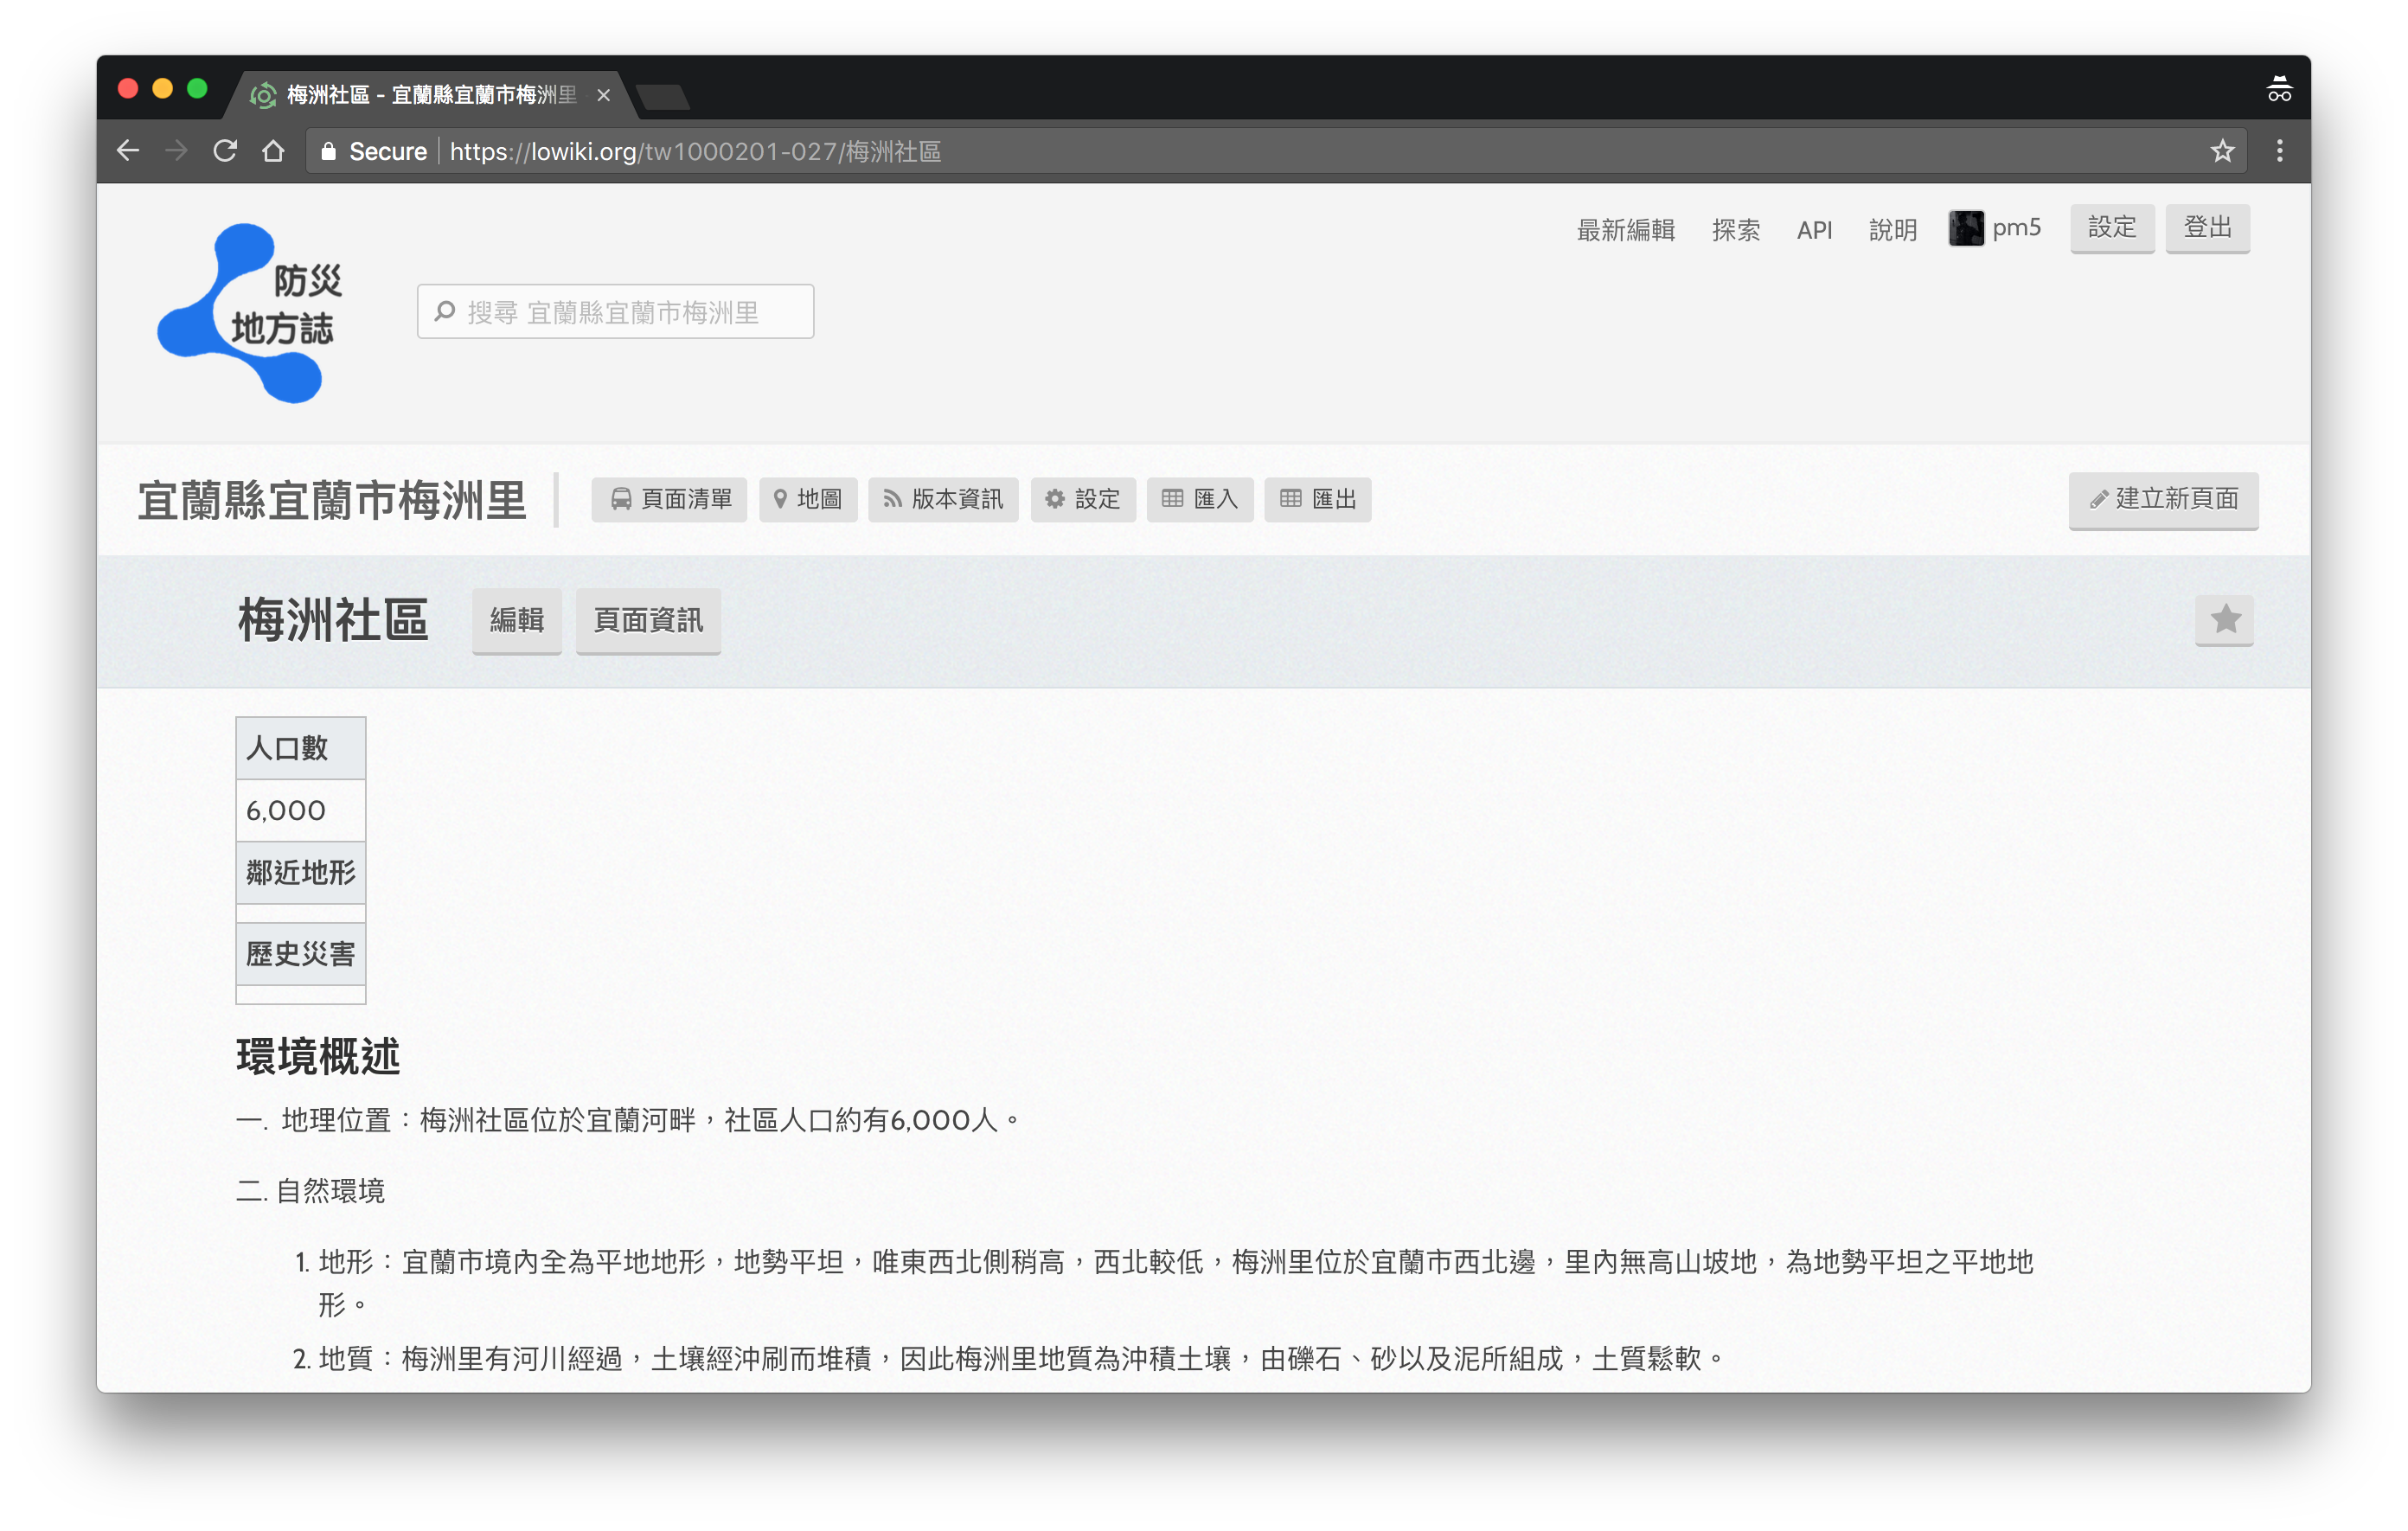 梅洲社區 - 宜蘭縣宜蘭市梅洲里
Secure https://lowiki.org/tw1000201-027/梅洲社區
最新編輯 探索 API 說明 pm5 設定 登出
防災
地方誌
搜尋 宜蘭縣宜蘭市梅洲里
宜蘭縣宜蘭市梅洲里 頁面清單 地圖 版本資訊 設定 匯入 匯出 建立新頁面
梅洲社區 編輯 頁面資訊
人口數
6,000
鄰近地形
歷史災害
環境概述
一. 地理位置：梅洲社區位於宜蘭河畔，社區人口約有6,000人。
二. 自然環境
1. 地形：宜蘭市境內全為平地地形，地勢平坦，唯東西北側稍高，西北較低，梅洲里位於宜蘭市西北邊，里內無高山坡地，為地勢平坦之平地地
形。
2. 地質：梅洲里有河川經過，土壤經沖刷而堆積，因此梅洲里地質為沖積土壤，由礫石、砂以及泥所組成，土質鬆軟。